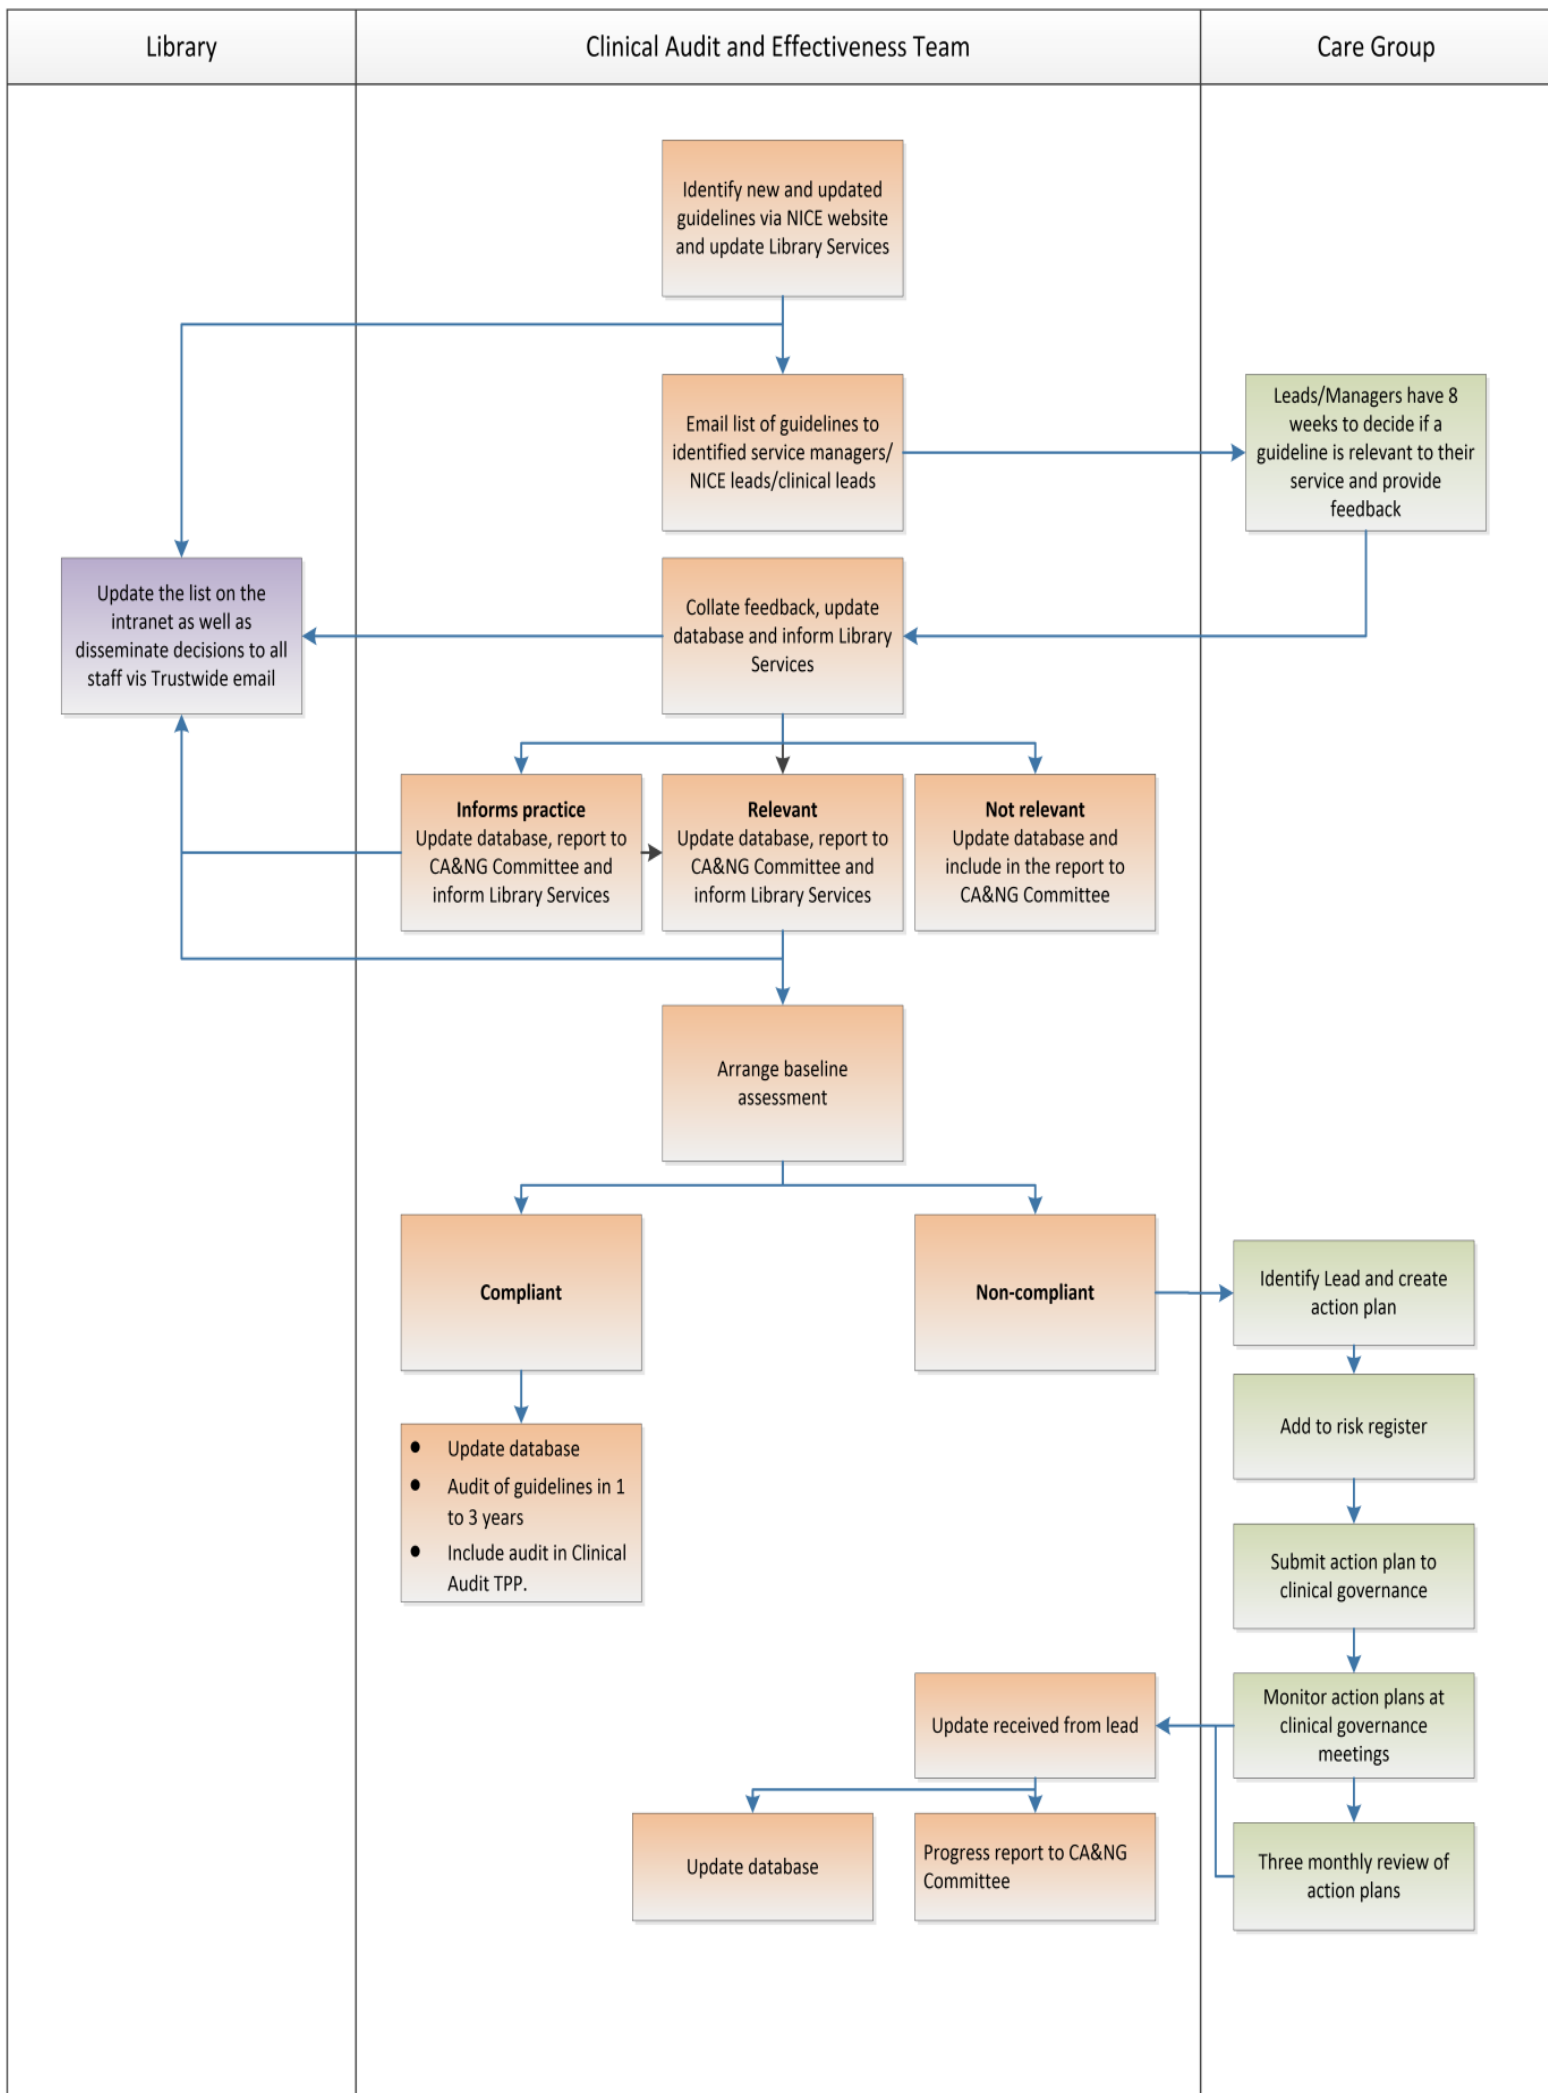 Library
Clinical Audit and Effectiveness Team
Care Group
Identify new and updated
guidelines via NICE website
and update Library Services
Email list of guidelines to
identified service managers/
NICE leads/clinical leads
Leads/Managers have 8
weeks to decide if a
guideline is relevant to their
service and provide
feedback
Update the list on the
intranet as well as
disseminate decisions to all
staff vis Trustwide email
Collate feedback, update
database and inform Library
Services
Informs practice
Update database, report to
CA&NG Committee and
inform Library Services
Relevant
Update database, report to
CA&NG Committee and
inform Library Services
Not relevant
Update database and
include in the report to
CA&NG Committee
Arrange baseline
assessment
Compliant
Non-compliant
Identify Lead and create
action plan
• Update database
• Audit of guidelines in 1
to 3 years
• Include audit in Clinical
Audit TPP.
Add to risk register
Submit action plan to
clinical governance
Monitor action plans at
clinical governance
meetings
Update received from lead
Update database
Progress report to CA&NG
Committee
Three monthly review of
action plans